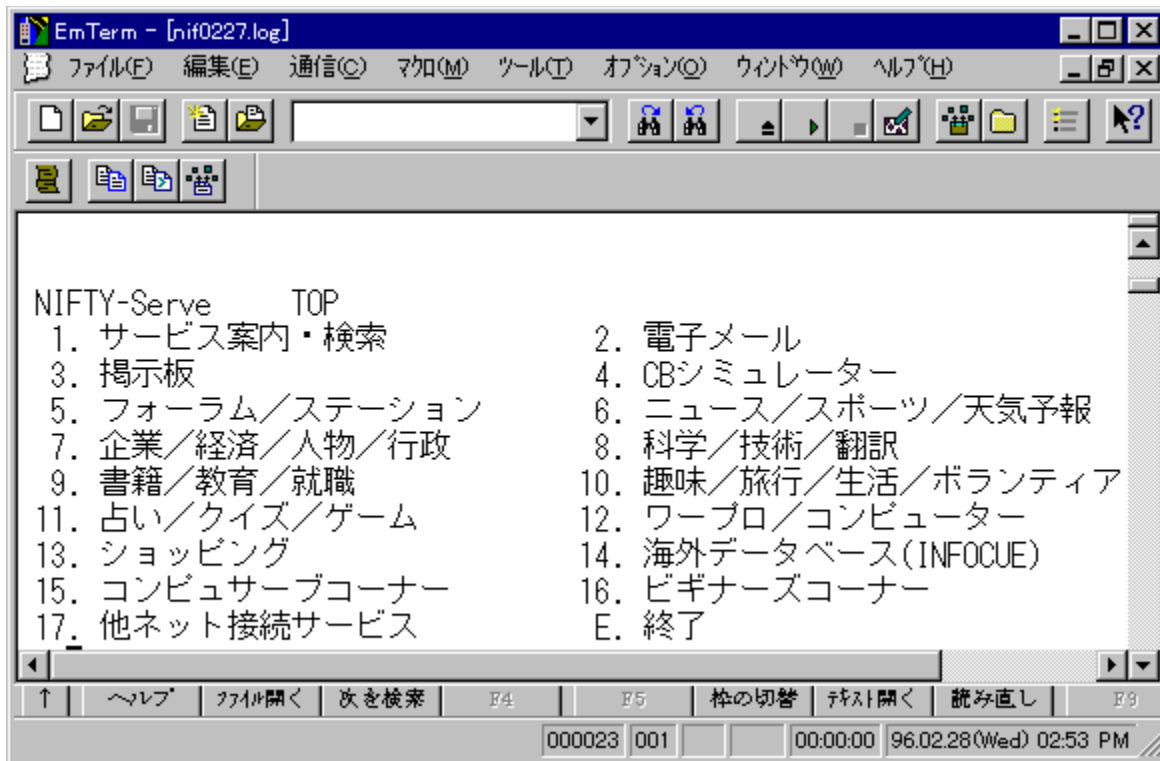 EmTerm - [nif0227.log]
ﾌｧｲﾙ(F) 編集(E) 通信(C) ﾏｸﾛ(M) ﾂｰﾙ(T) ｵﾌﾟｼｮﾝ(O) ｳｨﾝﾄﾞｳ(W) ﾍﾙﾌﾟ(H)
NIFTY-Serve TOP
1. サービス案内・検索 2. 電子メール
3. 掲示板 4. CBシミュレーター
5. フォーラム／ステーション 6. ニュース／スポーツ／天気予報
7. 企業／経済／人物／行政 8. 科学／技術／翻訳
9. 書籍／教育／就職 10. 趣味／旅行／生活／ボランティア
11. 占い／クイズ／ゲーム 12. ワープロ／コンピューター
13. ショッピング 14. 海外データベース(INFOCUE)
15. コンピュサーブコーナー 16. ビギナーズコーナー
17. 他ネット接続サービス E. 終了
↑ ヘルプ ﾌｧｲﾙ開く 次を検索 F4 F5 枠の切替 ﾃｷｽﾄ開く 読み直し F9
000023 001 00:00:00 96.02.28(Wed) 02:53 PM